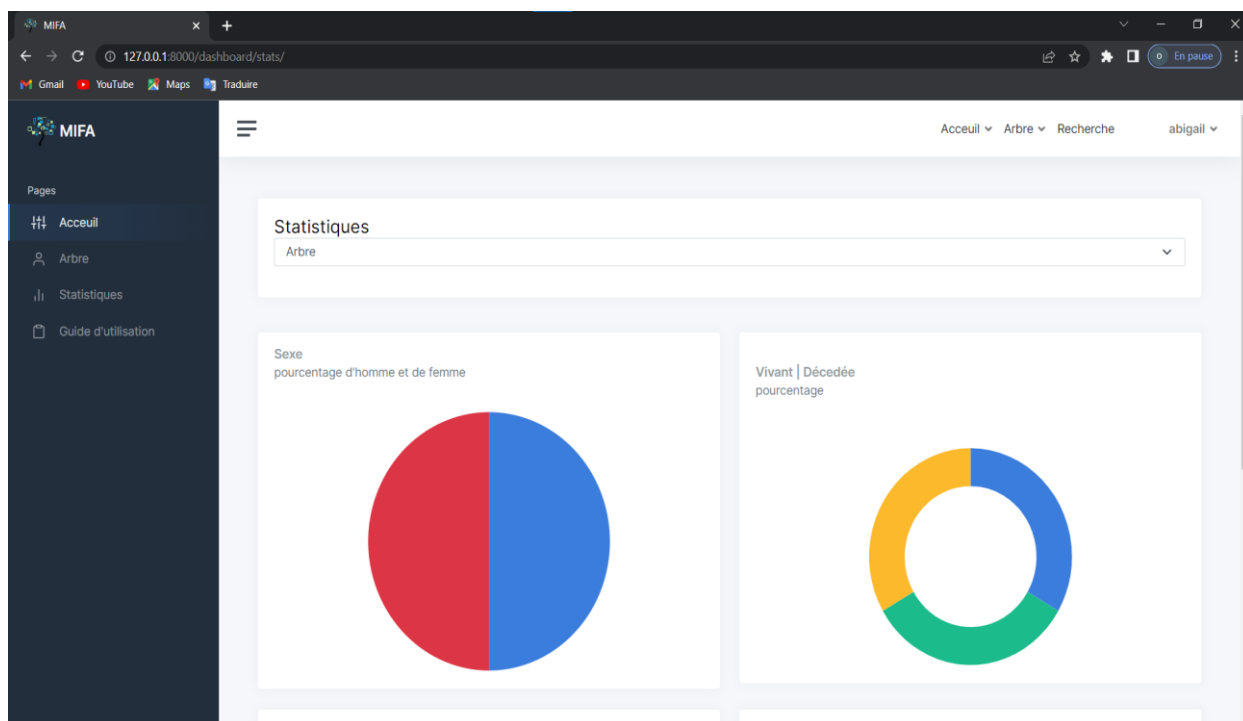 MIFA
127.0.0.1:8000/dashboard/stats/
o En pause
Gmail YouTube Maps Traduire
MIFA
Acceuil Arbre Recherche abigail
Pages
Acceuil
Arbre
Statistiques
Guide d'utilisation
Statistiques
Arbre
Sexe
pourcentage d'homme et de femme
Vivant | Décedée
pourcentage